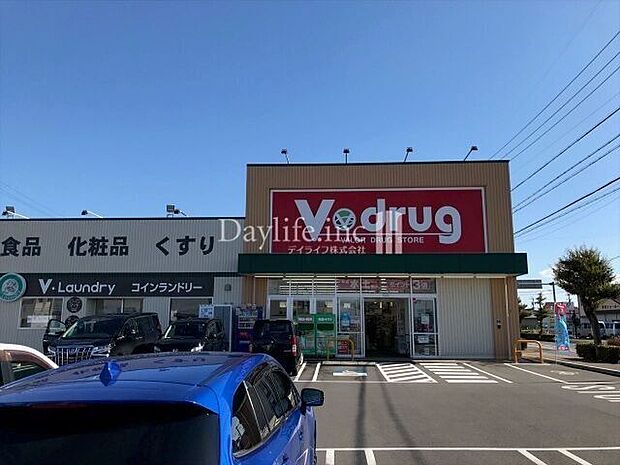 Daylife.inc
デイライフ株式会社
V・drug
VALOR DRUG STORE
食品 化粧品 くすり
V・Laundry コインランドリー